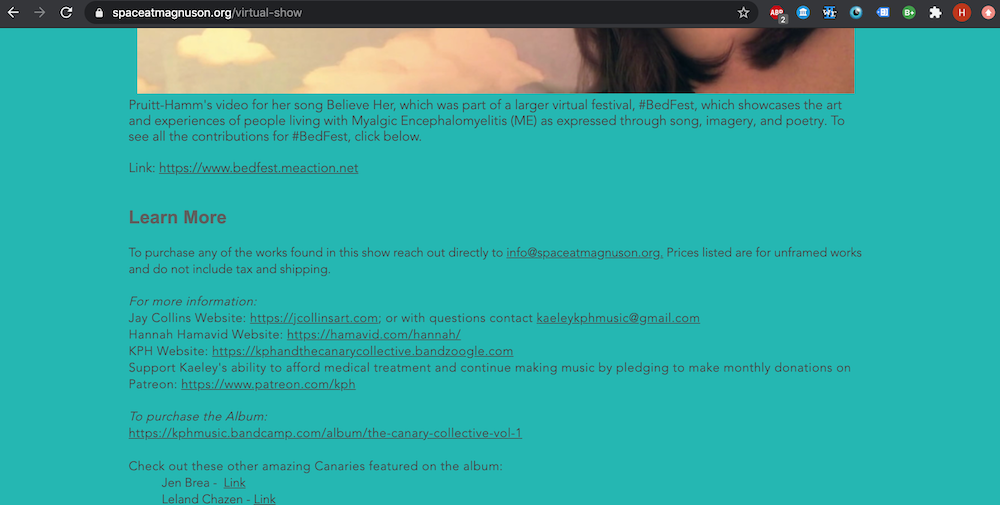 spaceatmagnuson.org/virtual-show
ABP
2
B+
H
Pruitt-Hamm's video for her song Believe Her, which was part of a larger virtual festival, #BedFest, which showcases the art
and experiences of people living with Myalgic Encephalomyelitis (ME) as expressed through song, imagery, and poetry. To
see all the contributions for #BedFest, click below.
Link: https://www.bedfest.meaction.net
Learn More
To purchase any of the works found in this show reach out directly to info@spaceatmagnuson.org. Prices listed are for unframed works
and do not include tax and shipping.
For more information:
Jay Collins Website: https://jcollinsart.com; or with questions contact kaeleykphmusic@gmail.com
Hannah Hamavid Website: https://hamavid.com/hannah/
KPH Website: https://kphandthecanarycollective.bandzoogle.com
Support Kaeley's ability to afford medical treatment and continue making music by pledging to make monthly donations on
Patreon: https://www.patreon.com/kph
To purchase the Album:
https://kphmusic.bandcamp.com/album/the-canary-collective-vol-1
Check out these other amazing Canaries featured on the album:
Jen Brea - Link
Leland Chazen - Link